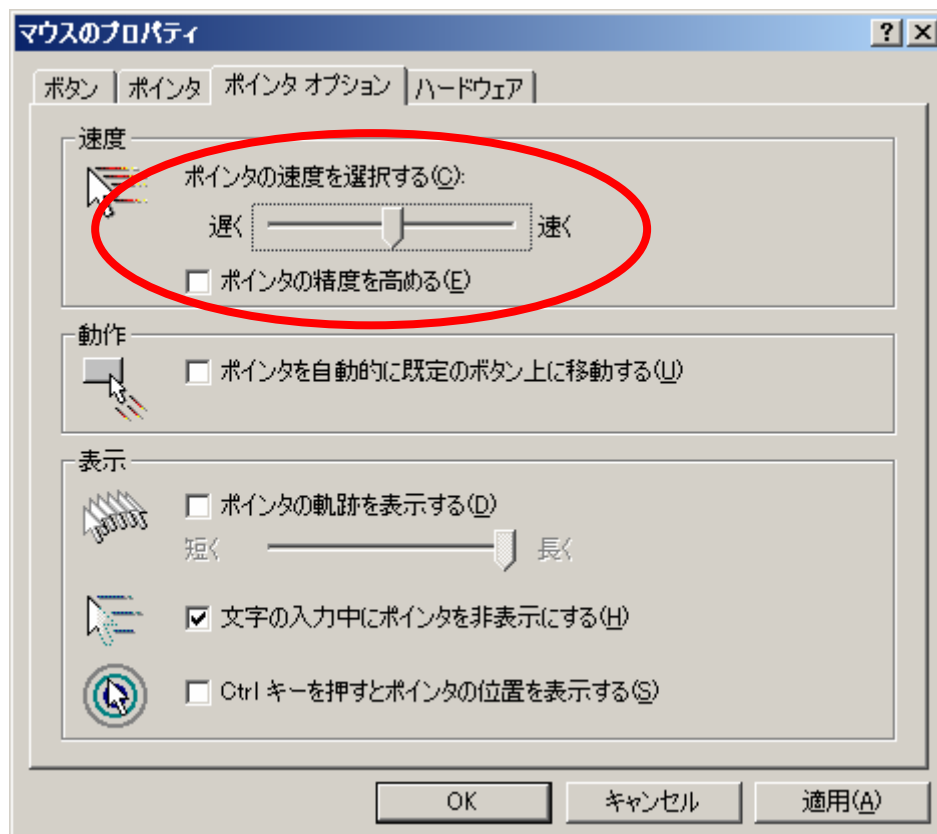 マウスのプロパティ
ボタン ポインタ ポインタ オプション ハードウェア
速度
ポインタの速度を選択する(C):
遅く 速く
ポインタの精度を高める(E)
動作
ポインタを自動的に既定のボタン上に移動する(U)
表示
ポインタの軌跡を表示する(D)
短く 長く
文字の入力中にポインタを非表示にする(H)
Ctrl キーを押すとポインタの位置を表示する(S)
OK キャンセル 適用(A)